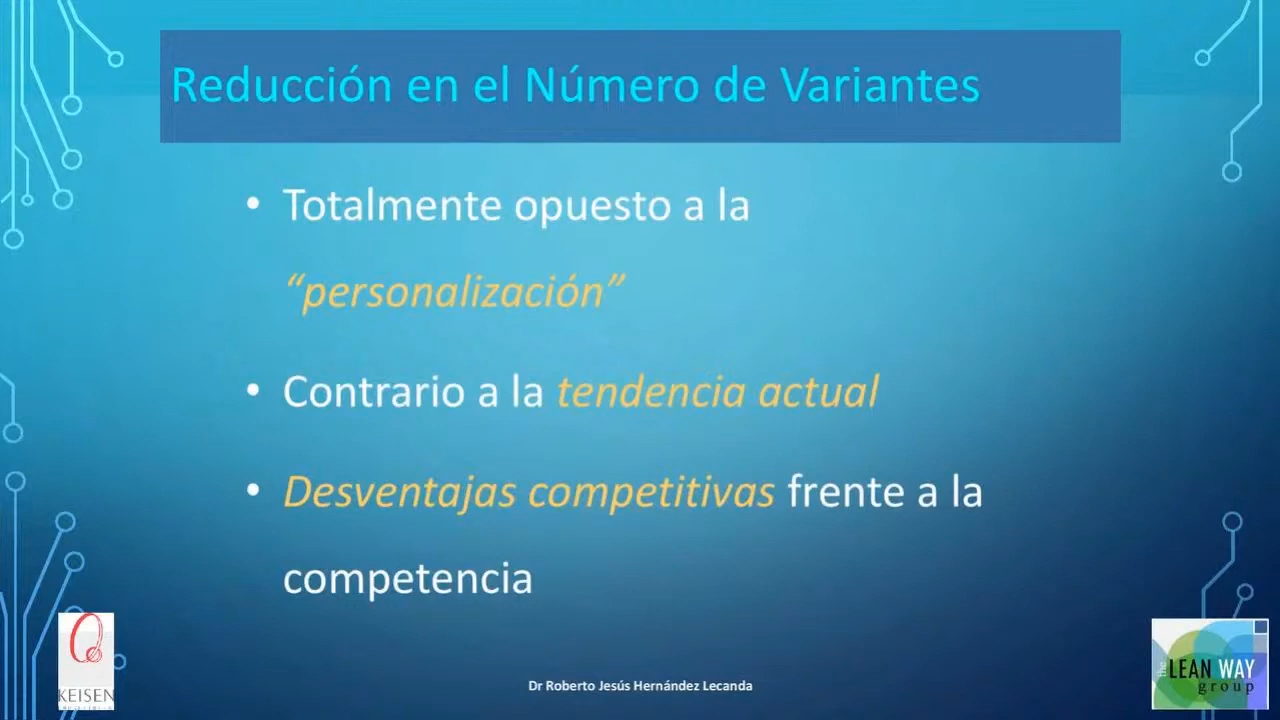 Reducción en el Número de Variantes
• Totalmente opuesto a la
“personalización”
• Contrario a la tendencia actual
• Desventajas competitivas frente a la
competencia
KEISEN
Dr Roberto Jesús Hernández Lecanda
the LEAN WAY
group